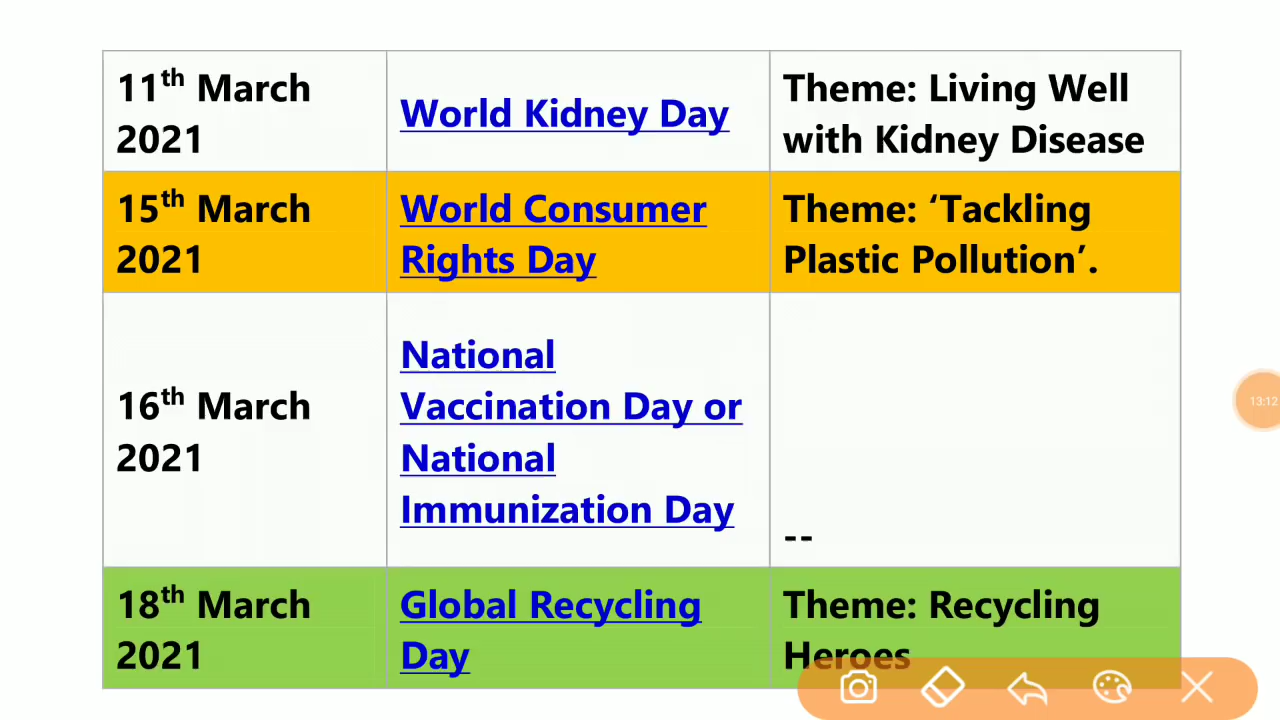 11th March
2021
World Kidney Day
Theme: Living Well
with Kidney Disease
15th March
2021
World Consumer
Rights Day
Theme: ‘Tackling
Plastic Pollution’.
16th March
2021
National
Vaccination Day or
National
Immunization Day
--
18th March
2021
Global Recycling
Day
Theme: Recycling
Heroes
13:12